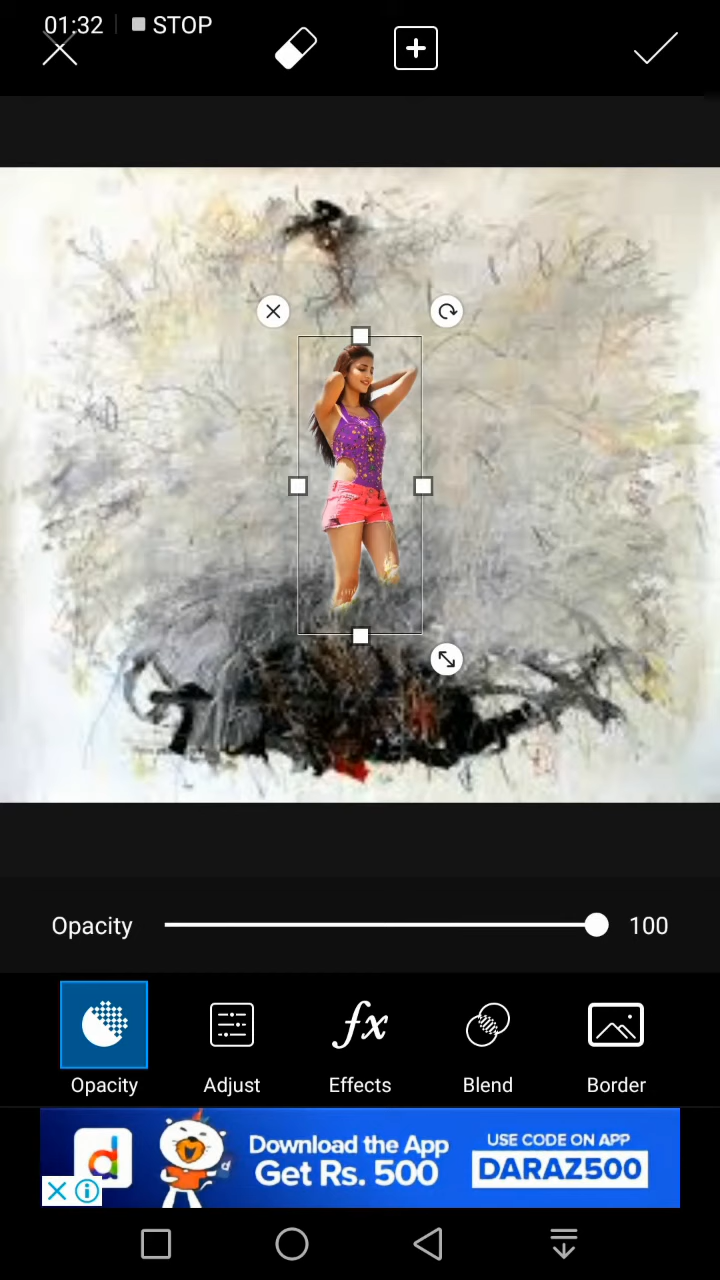 01:32 STOP
Opacity 100
fx
Opacity Adjust Effects Blend Border
d
Download the App
Get Rs. 500
USE CODE ON APP
DARAZ500